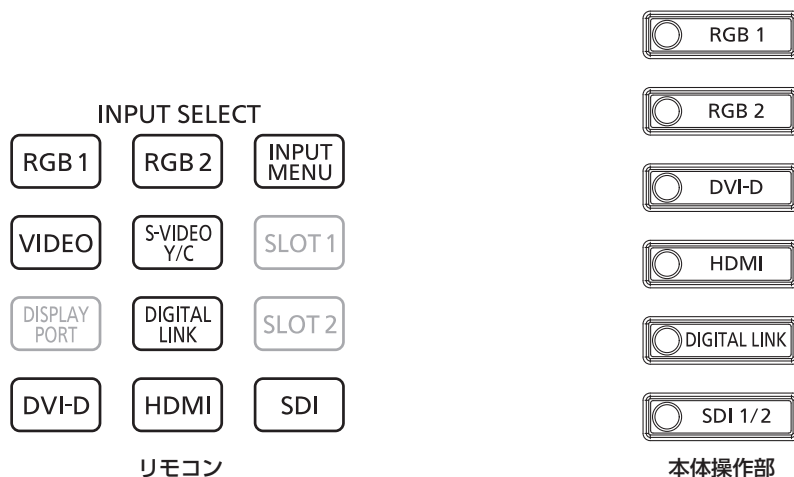 INPUT SELECT
RGB 1
RGB 2
INPUT
MENU
VIDEO
S-VIDEO
Y/C
SLOT 1
DISPLAY
PORT
DIGITAL
LINK
SLOT 2
DVI-D
HDMI
SDI
リモコン
RGB 1
RGB 2
DVI-D
HDMI
DIGITAL LINK
SDI 1/2
本体操作部